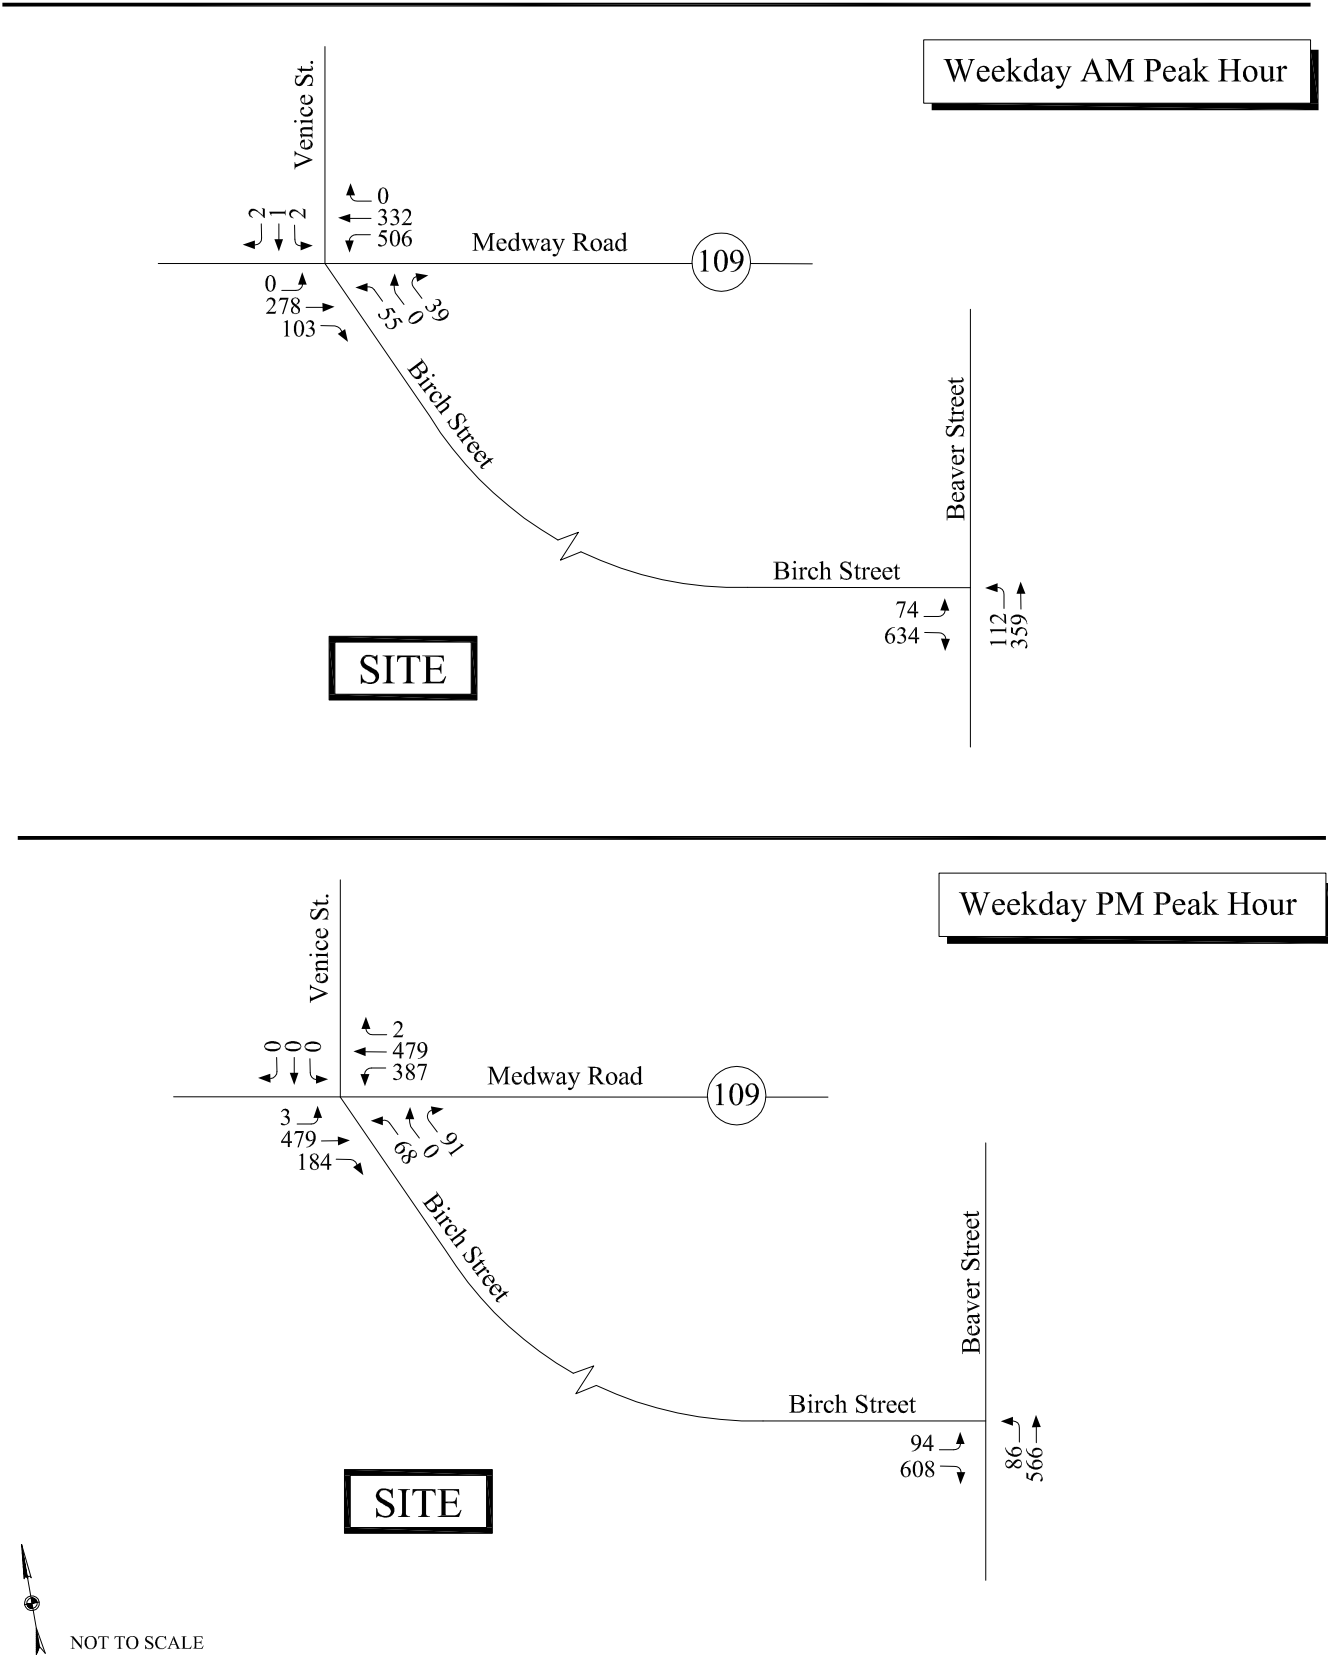 Weekday AM Peak Hour
Venice St.
2 1 2
0
332
506
Medway Road
109
0
278
103
55 0 39
Birch Street
Beaver Street
Birch Street
74
634
112
359
SITE
Weekday PM Peak Hour
Venice St.
0 0 0
2
479
387
Medway Road
109
3
479
184
68 0 91
Birch Street
Beaver Street
Birch Street
94
608
86
566
SITE
NOT TO SCALE